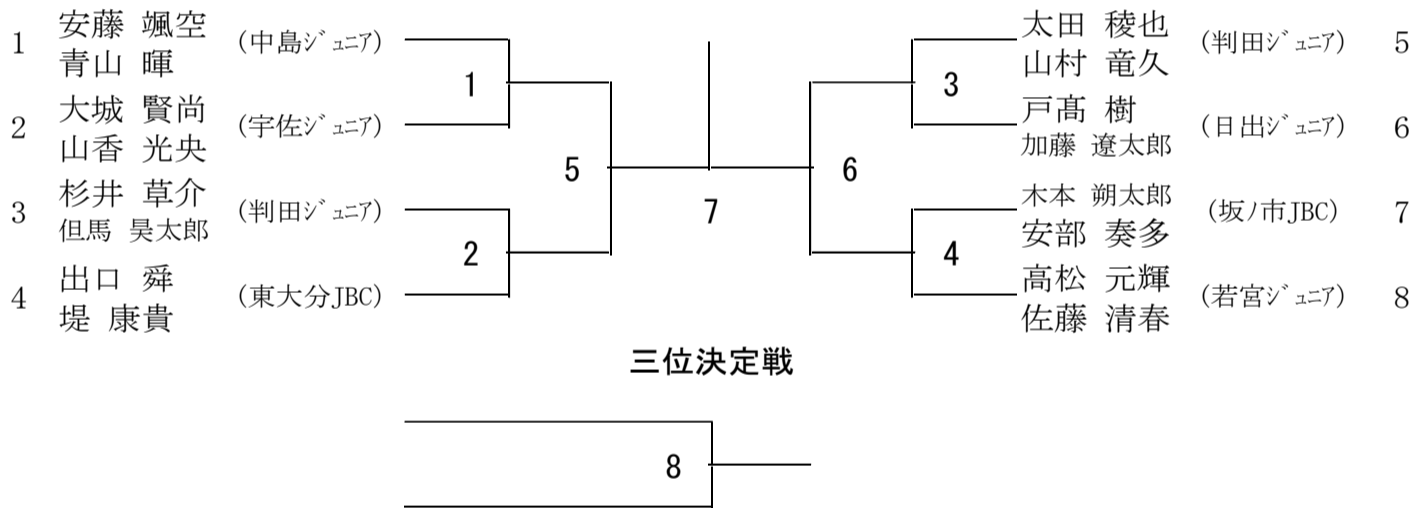 1 安藤 颯空 (中島ジュニア)
青山 暉
2 大城 賢尚 (宇佐ジュニア)
山香 光央
3 杉井 草介 (判田ジュニア)
但馬 昊太郎
4 出口 舜 (東大分JBC)
堤 康貴
1
2
5
7
6
3
4
太田 稜也 (判田ジュニア) 5
山村 竜久
戸髙 樹 (日出ジュニア) 6
加藤 遼太郎
木本 朔太郎 (坂ノ市JBC) 7
安部 奏多
高松 元輝 (若宮ジュニア) 8
佐藤 清春
三位決定戦
8